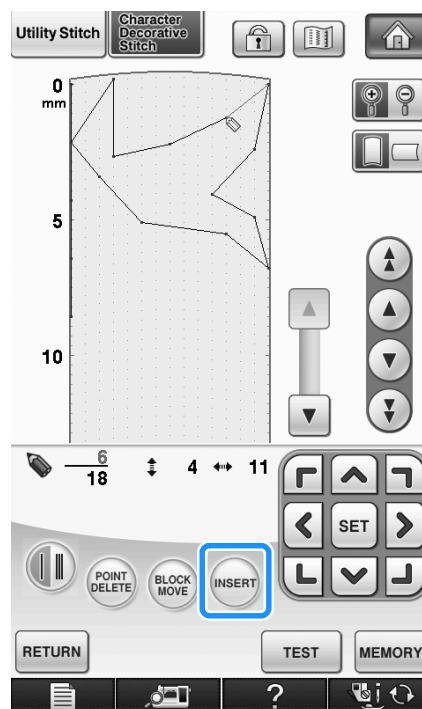 Utility Stitch
Character
Decorative
Stitch
0
mm
5
10
6
18
4
11
SET
POINT
DELETE
BLOCK
MOVE
INSERT
RETURN
TEST
MEMORY
?